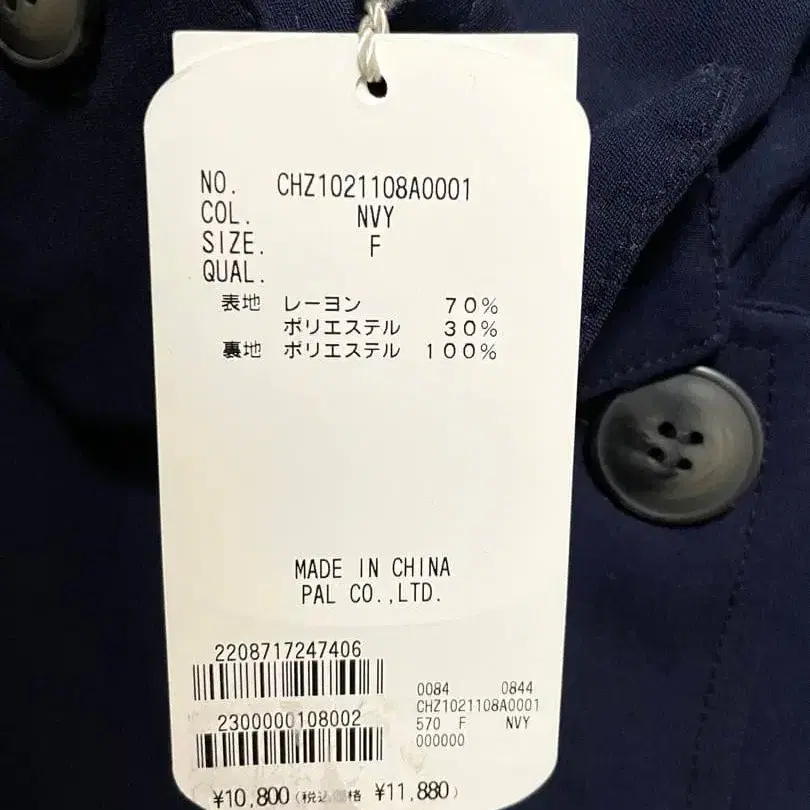 NO. CHZ1021108A0001
COL. NVY
SIZE. F
QUAL.
表地 レーヨン 70%
ポリエステル 30%
裏地 ポリエステル 100%
MADE IN CHINA
PAL CO.,LTD.
2208717247406
2300000108002
0084 0844
CHZ1021108A0001
570 F NVY
000000
¥10,800 (税込価格 ¥11,880)